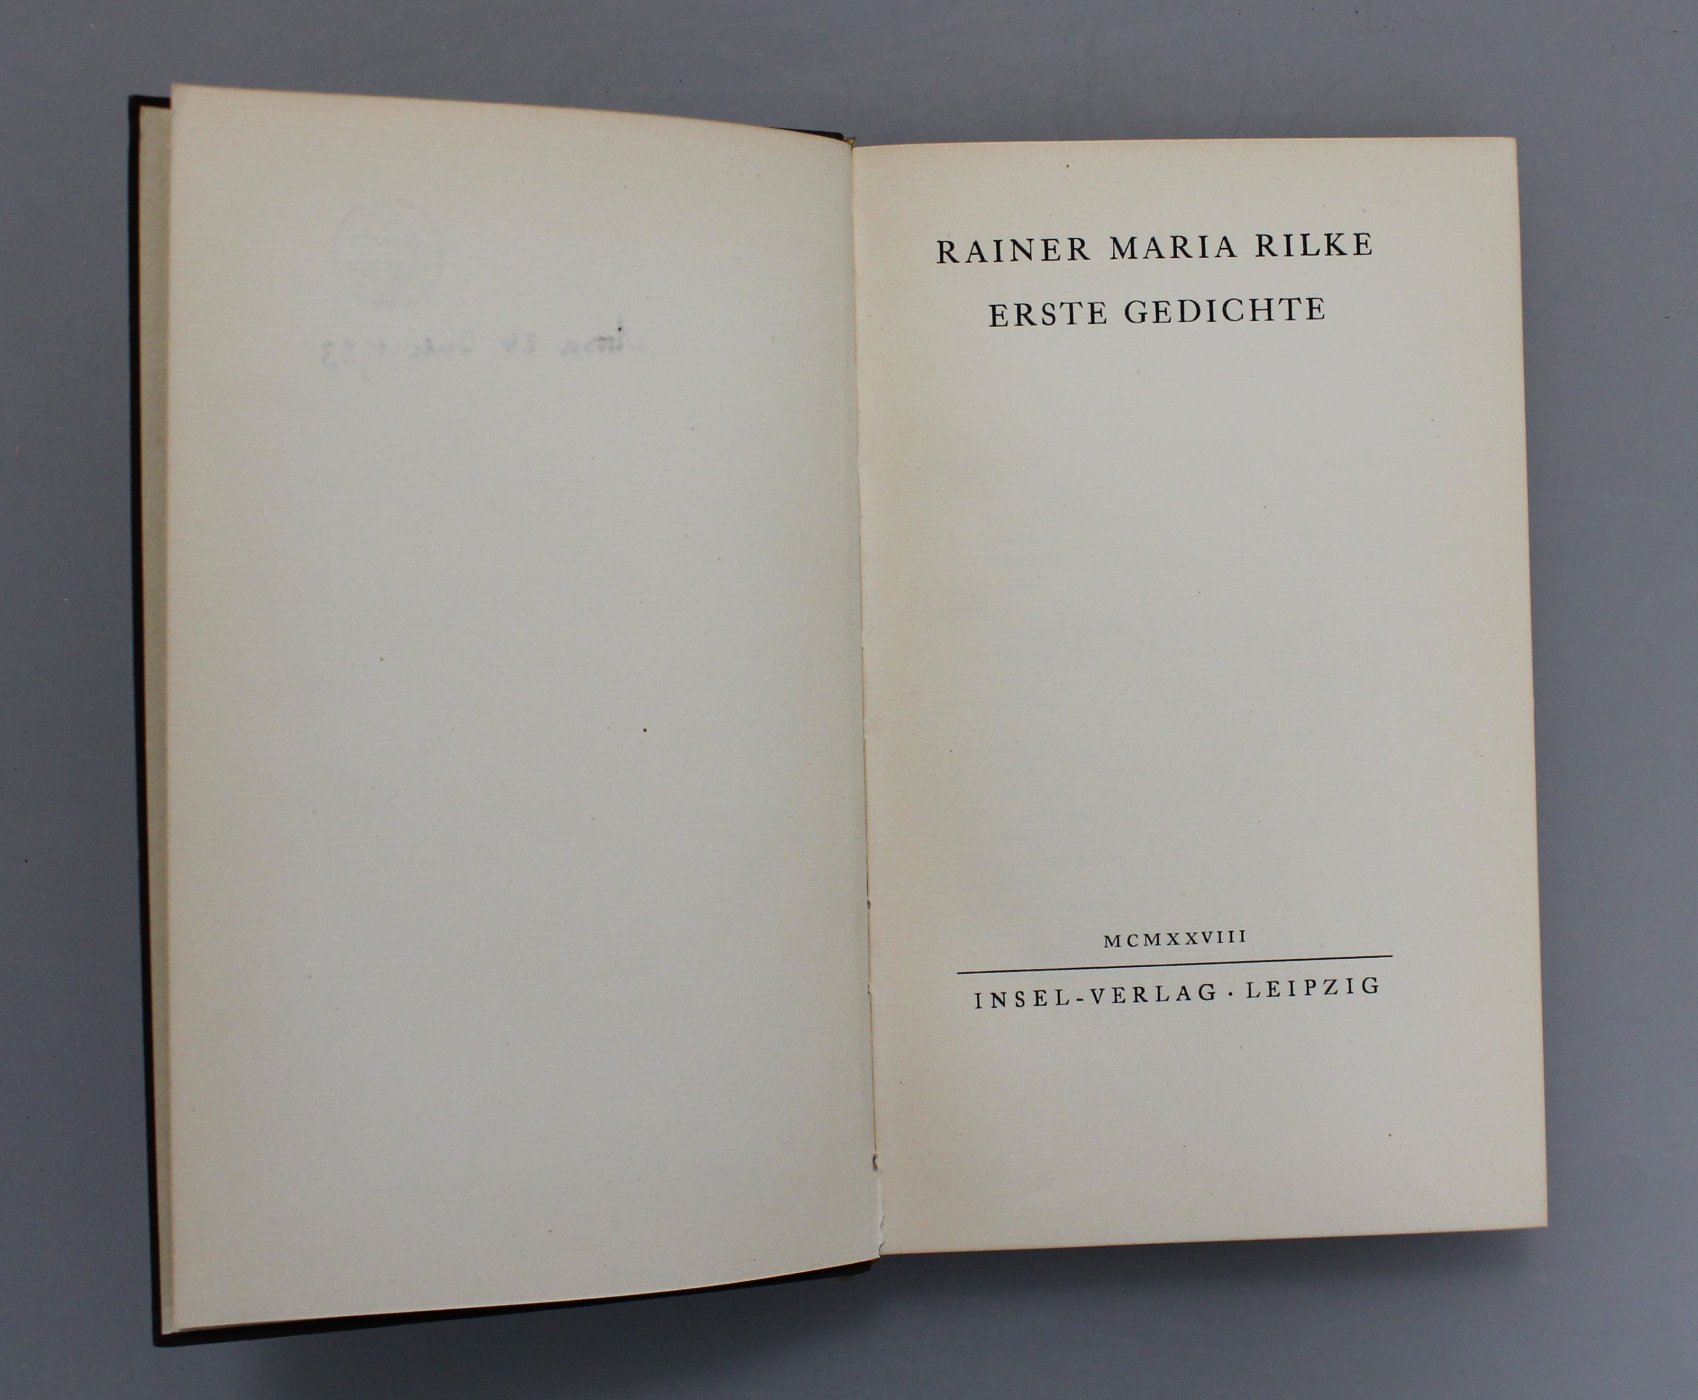 RAINER MARIA RILKE
ERSTE GEDICHTE
MCMXXVIII
INSEL-VERLAG · LEIPZIG